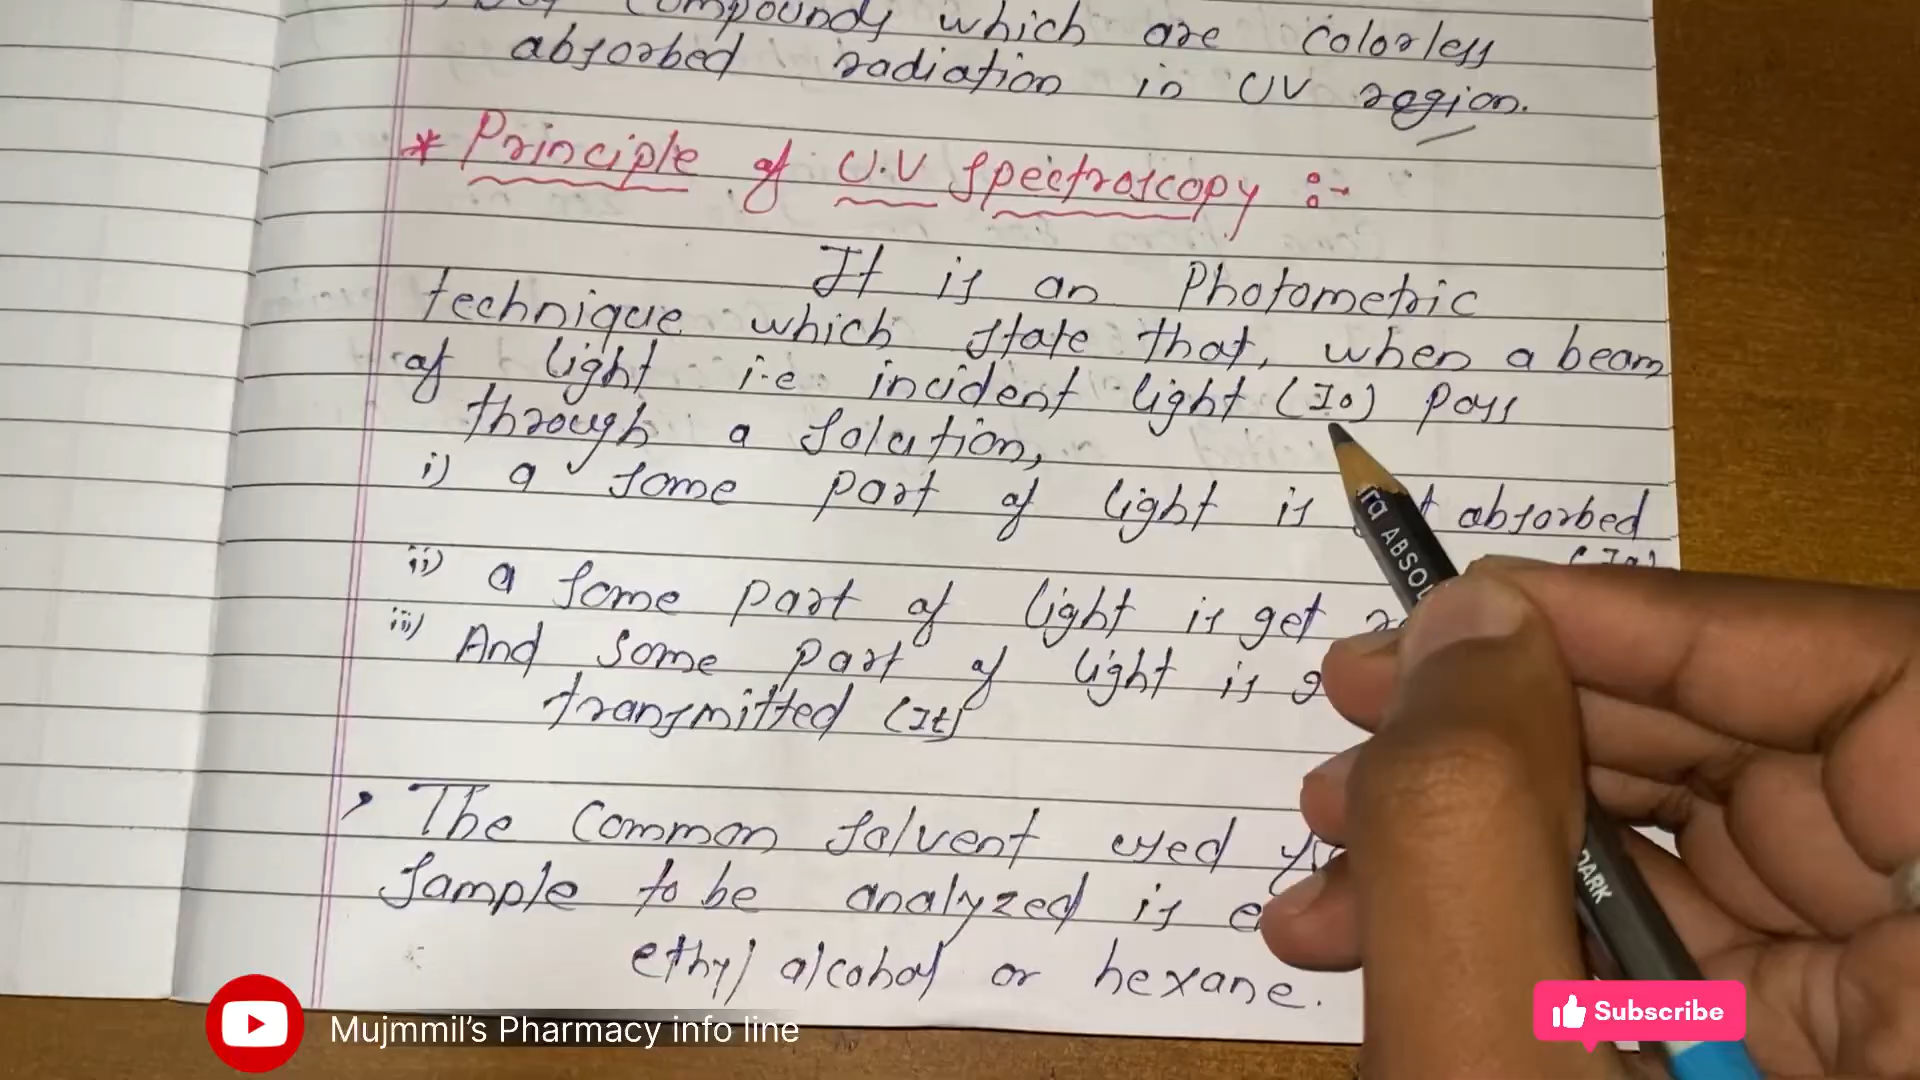 compounds which are colorless
absorbed radiation in UV region.
* Principle of U.V Spectroscopy :-
It is an Photometric
technique which state that, when a beam
of light i.e incident light (Io) pass
through a solution,
i) a some part of light is absorbed
(Ia)
ii) a some part of light is get
iii) And some part of light is
transmitted (It)
The common solvent used
sample to be analyzed is
ethyl alcohol or hexane.
ABSOL
DARK
Mujmmil's Pharmacy info line
Subscribe